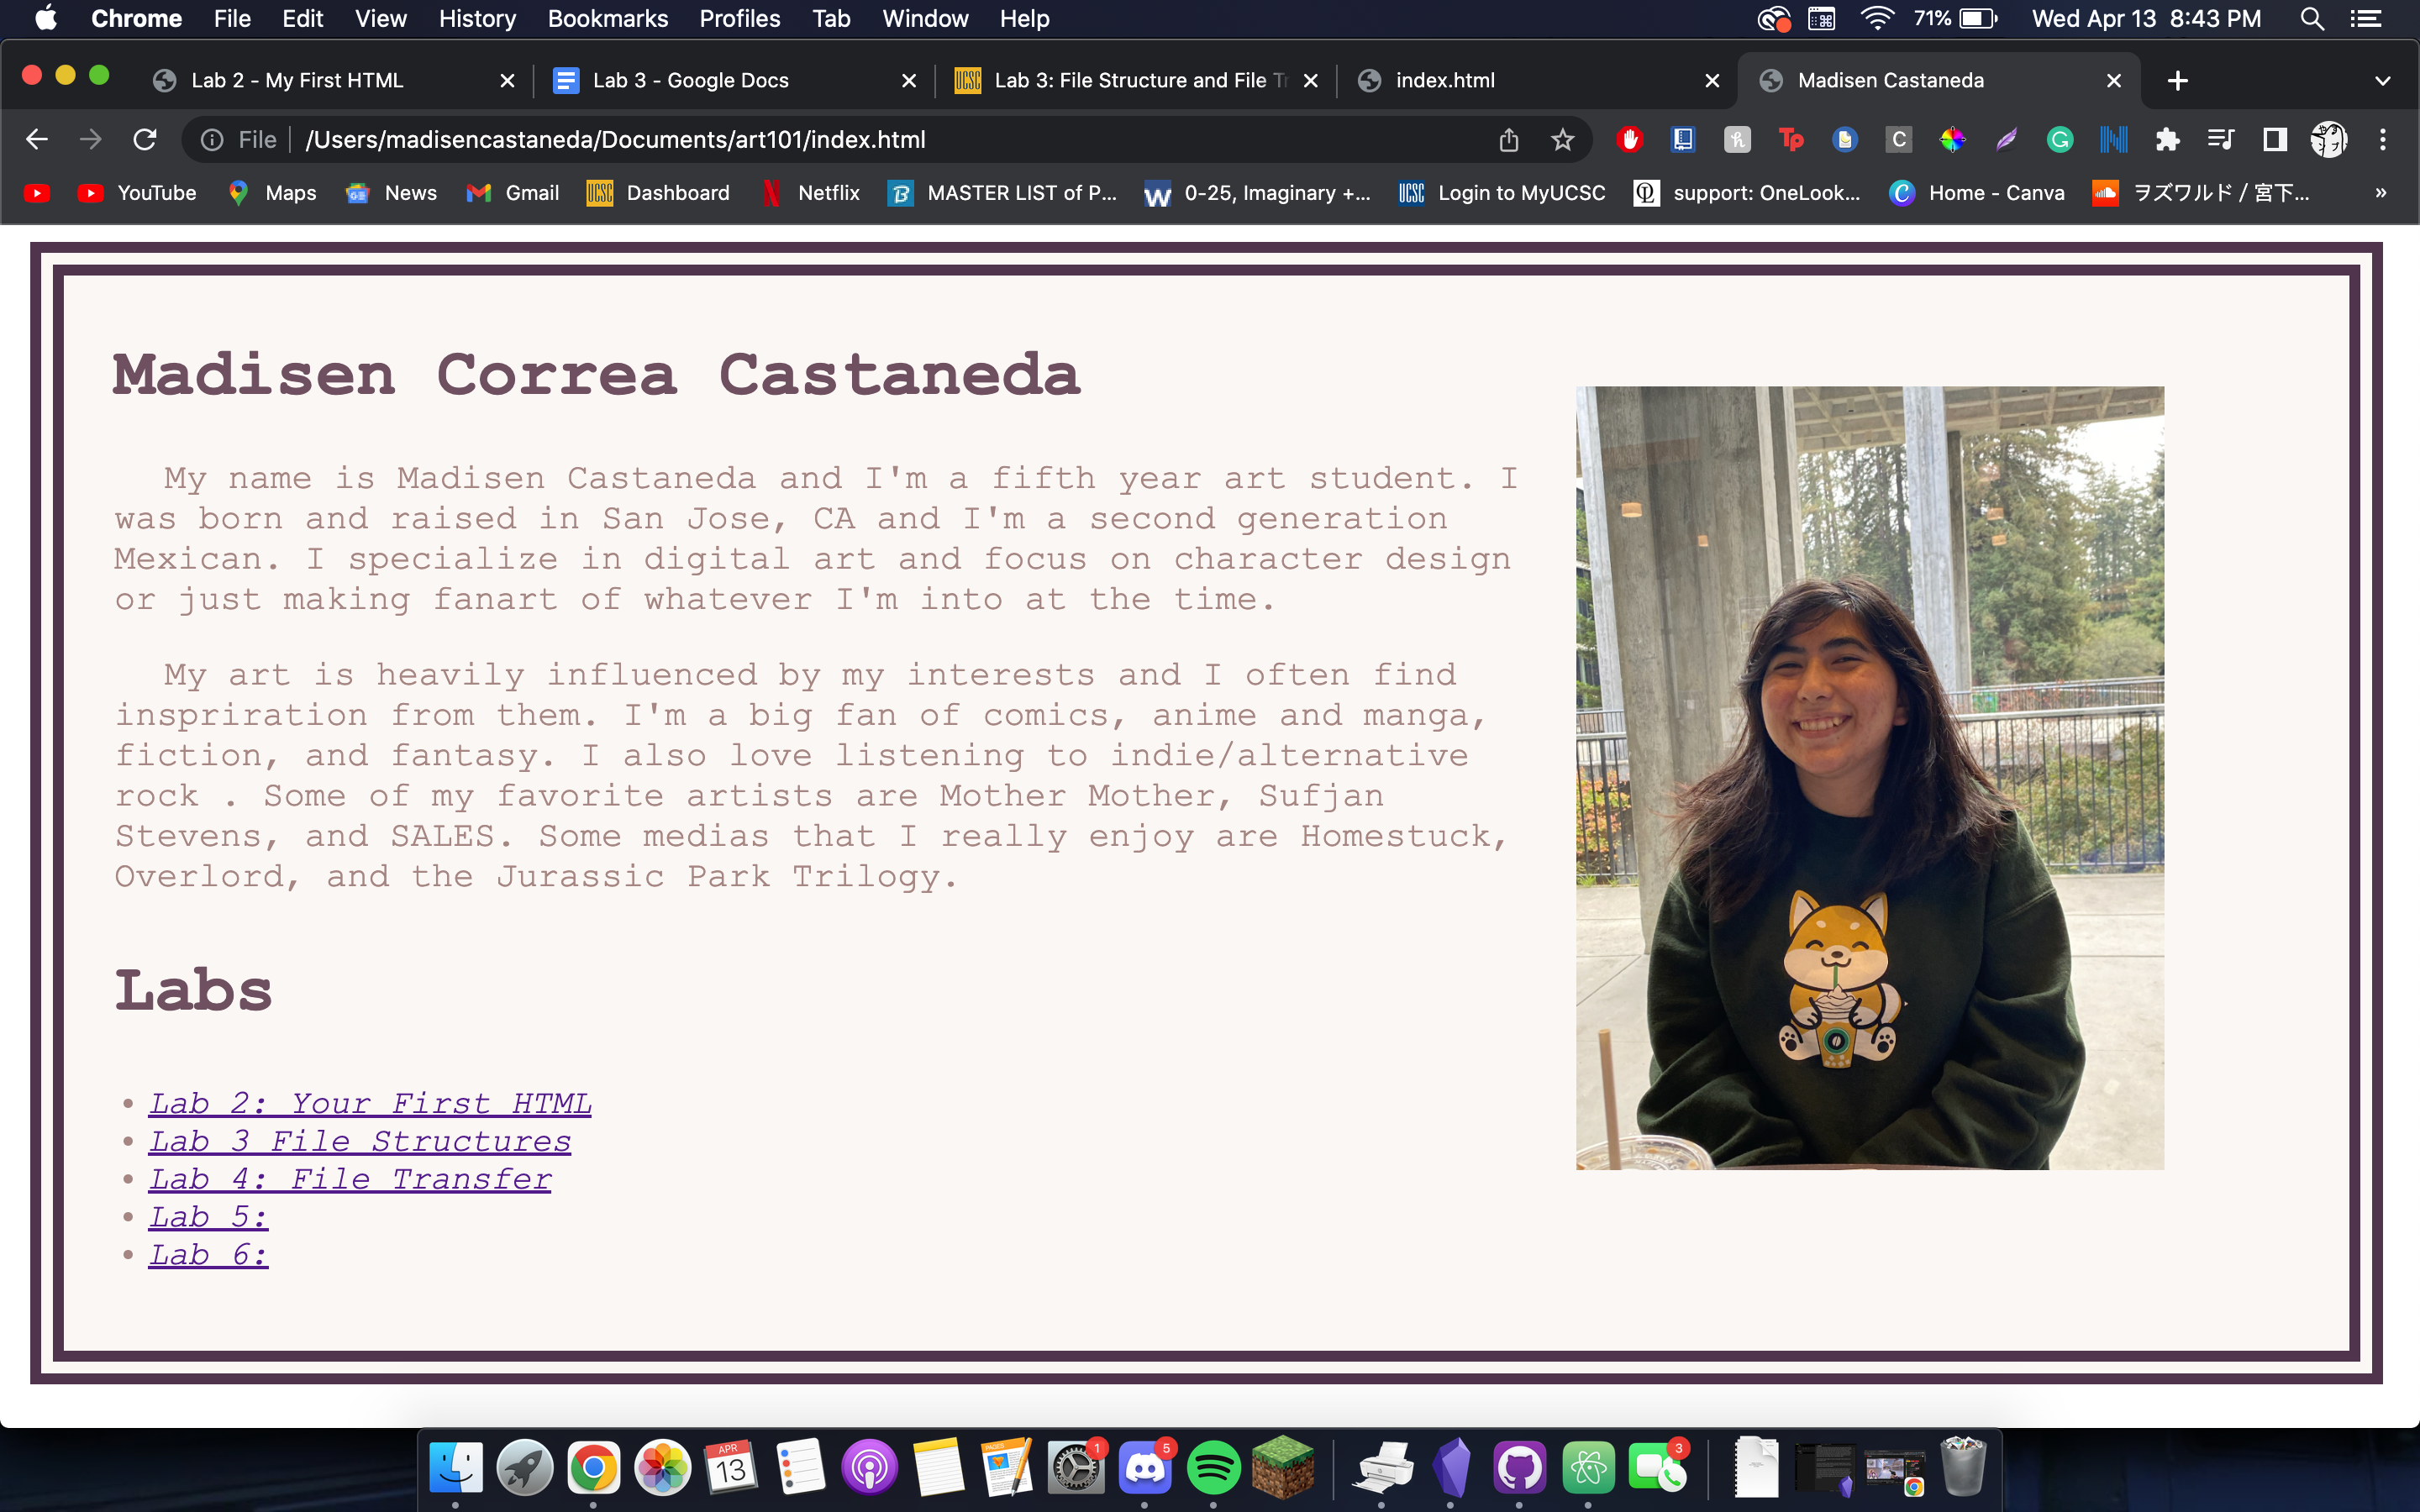 Chrome File Edit View History Bookmarks Profiles Tab Window Help 71% Wed Apr 13 8:43 PM
Lab 2 - My First HTML Lab 3 - Google Docs UCSC Lab 3: File Structure and File Tr index.html Madisen Castaneda
File /Users/madisencastaneda/Documents/art101/index.html
YouTube Maps News Gmail UCSC Dashboard Netflix MASTER LIST of P... 0-25, Imaginary +... UCSC Login to MyUCSC support: OneLook... Home - Canva ヲズワルド / 宮下...
Madisen Correa Castaneda
My name is Madisen Castaneda and I'm a fifth year art student. I
was born and raised in San Jose, CA and I'm a second generation
Mexican. I specialize in digital art and focus on character design
or just making fanart of whatever I'm into at the time.
My art is heavily influenced by my interests and I often find
inspriration from them. I'm a big fan of comics, anime and manga,
fiction, and fantasy. I also love listening to indie/alternative
rock . Some of my favorite artists are Mother Mother, Sufjan
Stevens, and SALES. Some medias that I really enjoy are Homestuck,
Overlord, and the Jurassic Park Trilogy.
Labs
Lab 2: Your First HTML
Lab 3 File Structures
Lab 4: File Transfer
Lab 5:
Lab 6:
APR
13
PAGES
1
5
3